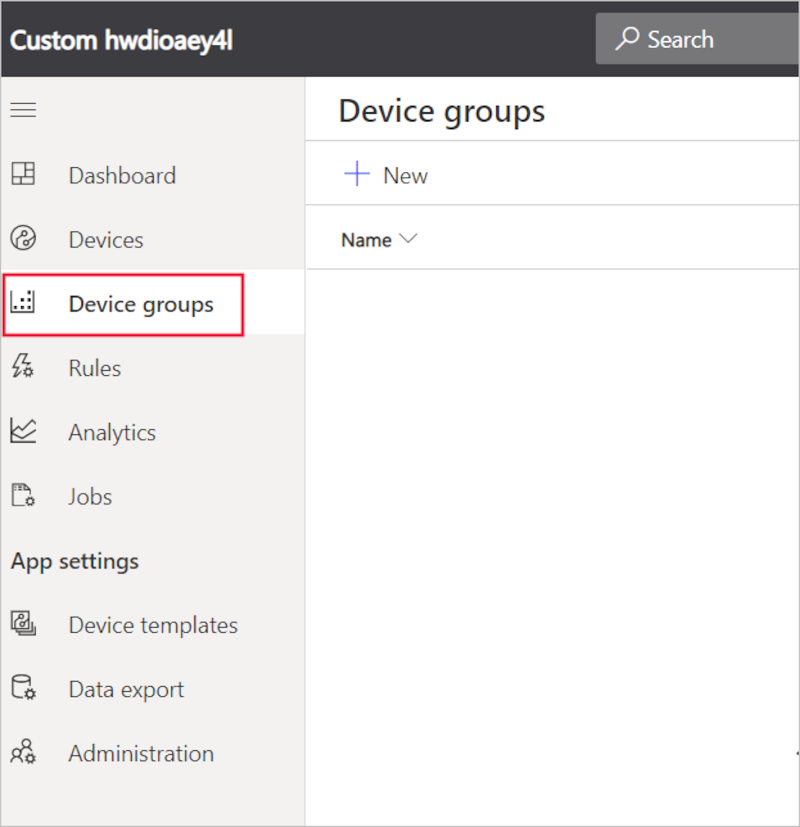 Custom hwdioaey4l
Search
Device groups
New
Name
Dashboard
Devices
Device groups
Rules
Analytics
Jobs
App settings
Device templates
Data export
Administration